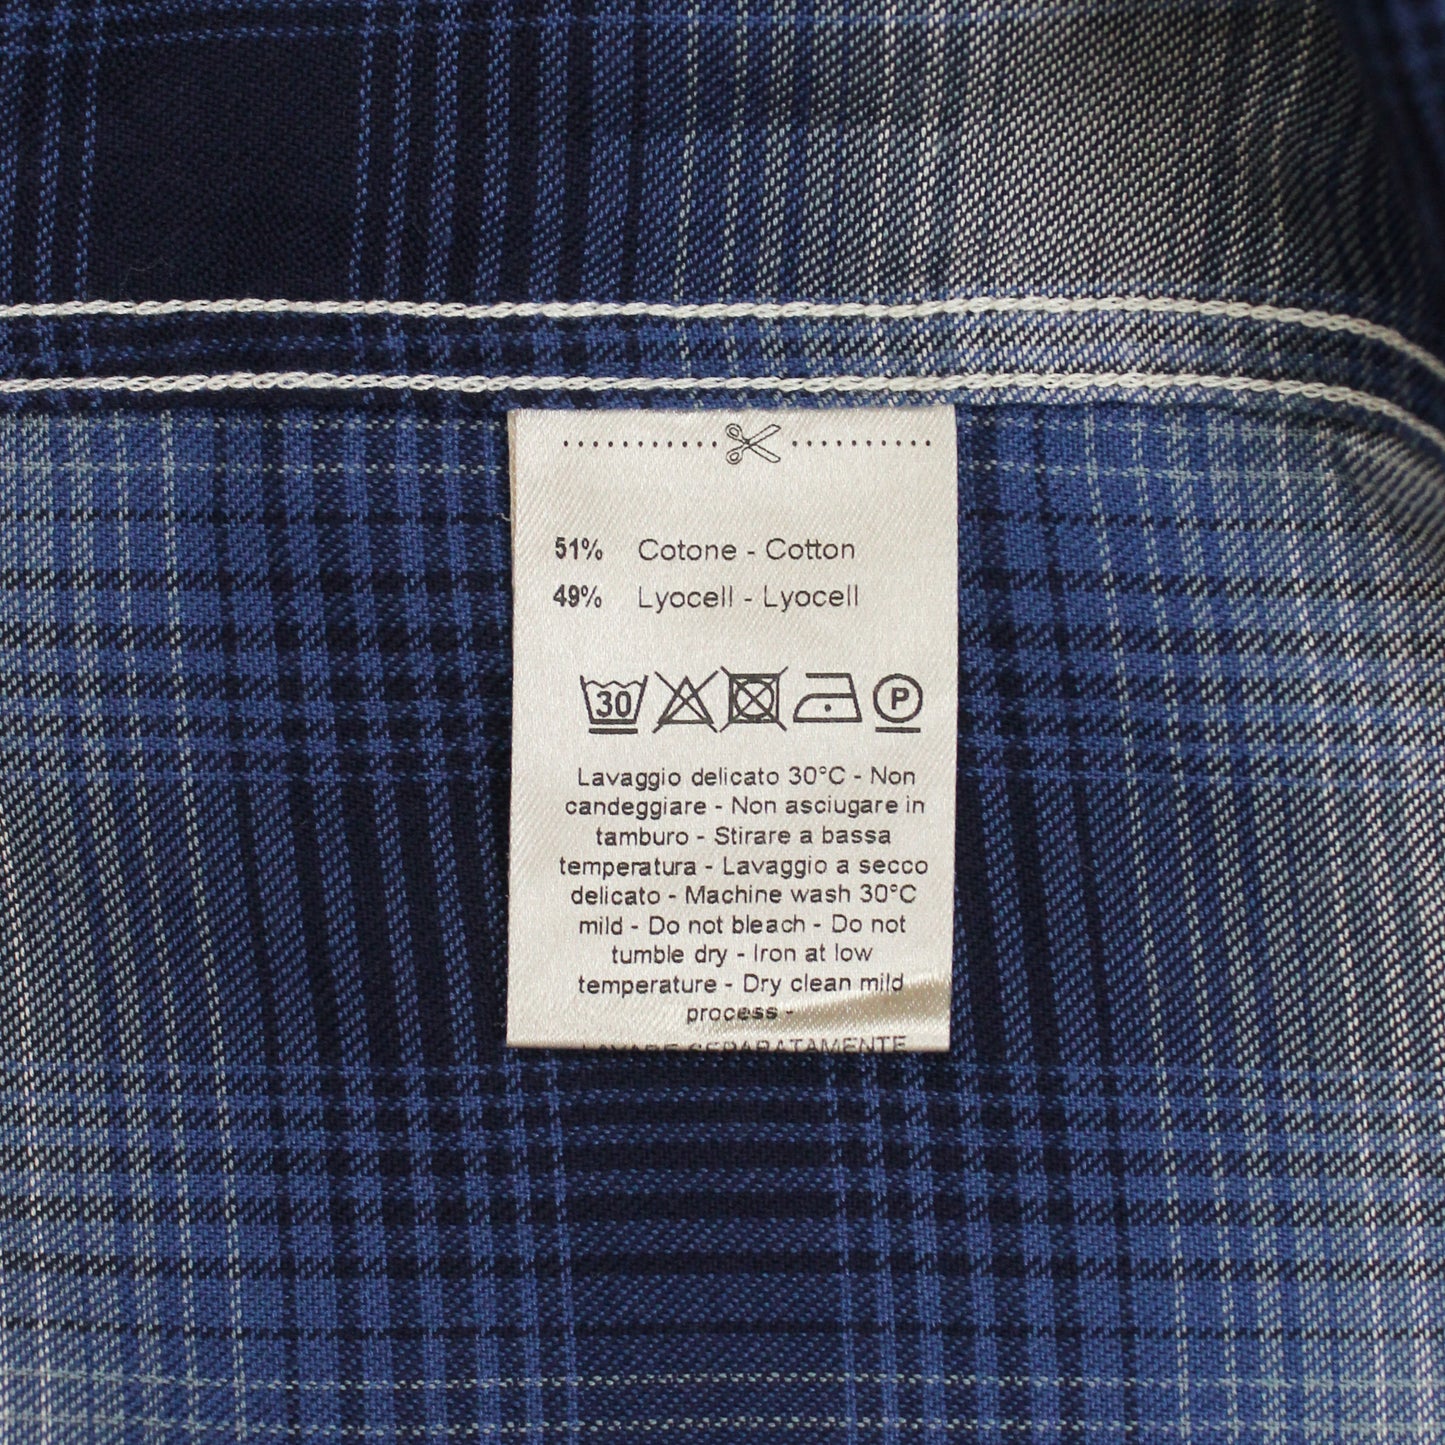 51% Cotone - Cotton
49% Lyocell - Lyocell
30 P
Lavaggio delicato 30°C - Non
candeggiare - Non asciugare in
tamburo - Stirare a bassa
temperatura - Lavaggio a secco
delicato - Machine wash 30°C
mild - Do not bleach - Do not
tumble dry - Iron at low
temperature - Dry clean mild
process -
LAVARE SEPARATAMENTE